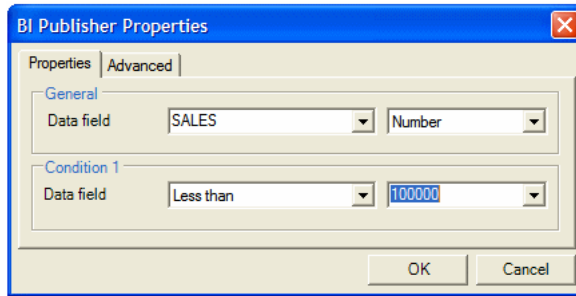 BI Publisher Properties
Properties Advanced
General
Data field SALES Number
Condition 1
Data field Less than 100000
OK Cancel